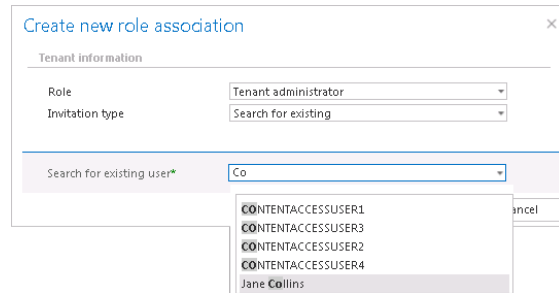 Create new role association
Tenant information
Role
Tenant administrator
Invitation type
Search for existing
Search for existing user*
Co
CONTENTACCESSUSER1
CONTENTACCESSUSER3
CONTENTACCESSUSER2
CONTENTACCESSUSER4
Jane Collins
ancel